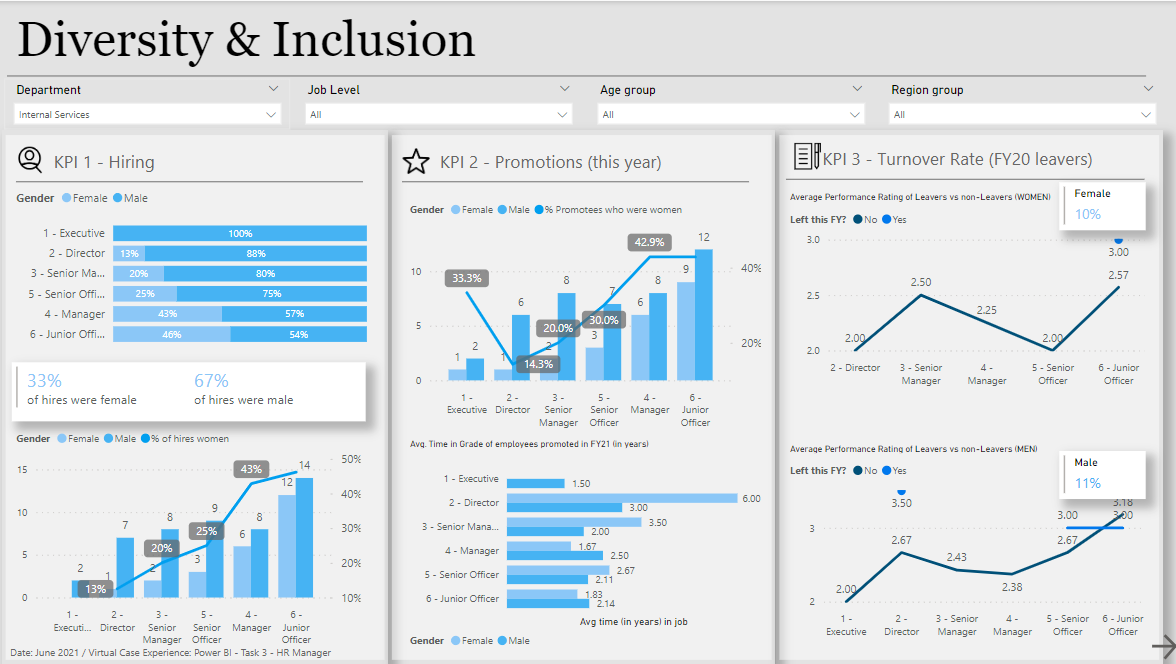 Diversity & Inclusion
Department
Job Level
Age group
Region group
Internal Services
All
All
All
KPI 1 - Hiring
Gender Female Male
1 - Executive 100%
2 - Director 13% 88%
3 - Senior Ma... 20% 80%
5 - Senior Offi... 25% 75%
4 - Manager 43% 57%
6 - Junior Offi... 46% 54%
33% 67%
of hires were female of hires were male
Gender Female Male % of hires women
15 10 5 0
50% 40% 30% 20% 10%
2 1 7 2 8 3 9 6 8 12 14
13% 20% 25% 43%
1 - Executi...
2 - Director
3 - Senior Manager
5 - Senior Officer
4 - Manager
6 - Junior Officer
Date: June 2021 / Virtual Case Experience: Power BI - Task 3 - HR Manager
KPI 2 - Promotions (this year)
Gender Female Male % Promotees who were women
10 5 0
40% 20%
1 2 1 6 2 8 3 7 6 8 9 12
33.3% 14.3% 20.0% 30.0% 42.9%
1 - Executive
2 - Director
3 - Senior Manager
5 - Senior Officer
4 - Manager
6 - Junior Officer
Avg. Time in Grade of employees promoted in FY21 (in years)
1 - Executive 1.50
2 - Director 6.00 3.00
3 - Senior Mana... 3.50 2.00
4 - Manager 1.67 2.50
5 - Senior Officer 2.67 2.11
6 - Junior Officer 1.83 2.14
Avg time (in years) in job
Gender Female Male
KPI 3 - Turnover Rate (FY20 leavers)
Average Performance Rating of Leavers vs non-Leavers (WOMEN)
Female
10%
Left this FY? No Yes
3.0 2.5 2.0
2.00 2.50 2.25 2.00 3.00 2.57
2 - Director
3 - Senior Manager
4 - Manager
5 - Senior Officer
6 - Junior Officer
Average Performance Rating of Leavers vs non-Leavers (MEN)
Male
11%
Left this FY? No Yes
3 2
2.00 3.50 2.67 2.43 2.38 3.00 2.67 3.18 3.00
1 - Executive
2 - Director
3 - Senior Manager
4 - Manager
5 - Senior Officer
6 - Junior Officer